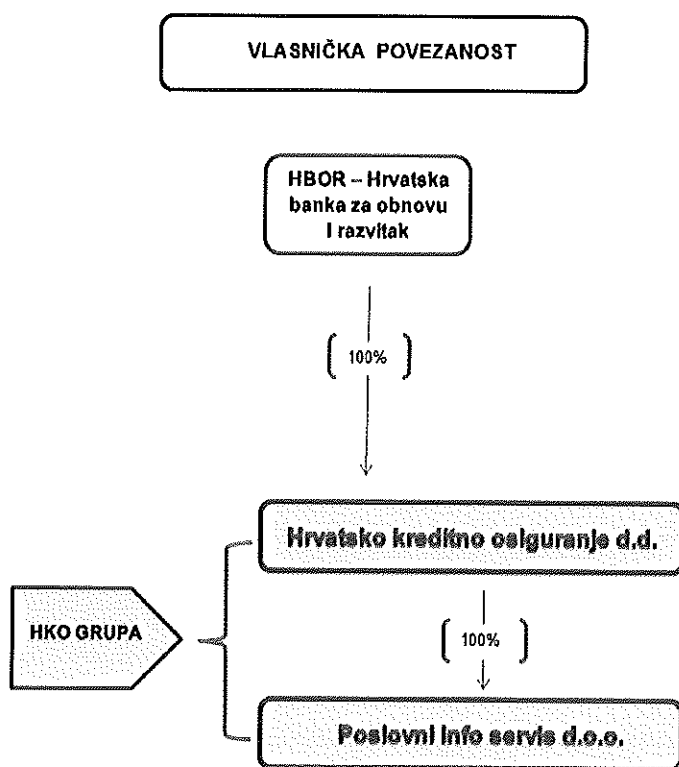 VLASNIČKA POVEZANOST
HBOR – Hrvatska
banka za obnovu
I razvitak
100%
Hrvatsko kreditno osiguranje d.d.
HKO GRUPA
100%
Poslovni info servis d.o.o.